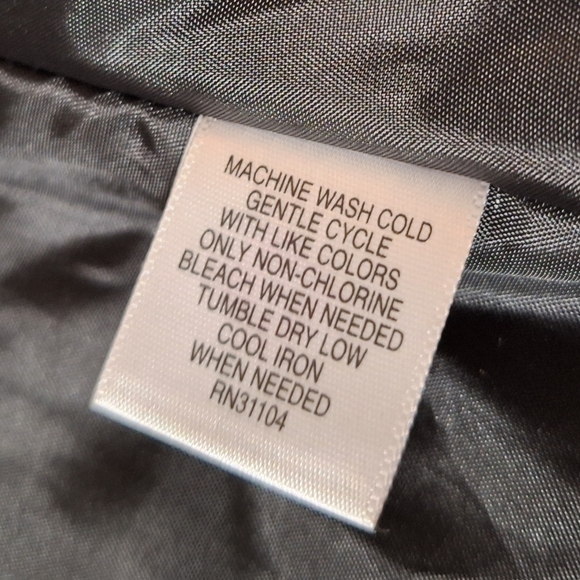 MACHINE WASH COLD
GENTLE CYCLE
WITH LIKE COLORS
ONLY NON-CHLORINE
BLEACH WHEN NEEDED
TUMBLE DRY LOW
COOL IRON
WHEN NEEDED
RN31104